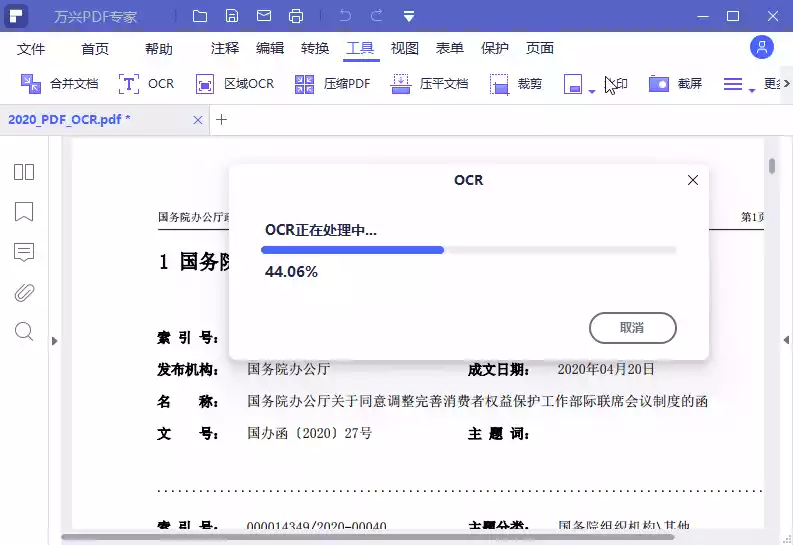 万兴PDF专家
文件 首页 帮助 注释 编辑 转换 工具 视图 表单 保护 页面
合并文档 OCR 区域OCR 压缩PDF 压平文档 裁剪 印 截屏
2020_PDF_OCR.pdf *
OCR
国务院办公厅 第1
OCR正在处理中...
1 国务院
44.06%
取消
索 引 号：
发布机构： 国务院办公厅 成文日期： 2020年04月20日
名 称： 国务院办公厅关于同意调整完善消费者权益保护工作部际联席会议制度的函
文 号： 国办函〔2020〕27号 主 题 词：
索 引 号： 000014349/2020-00040 主题分类： 国务院组织机构\其他